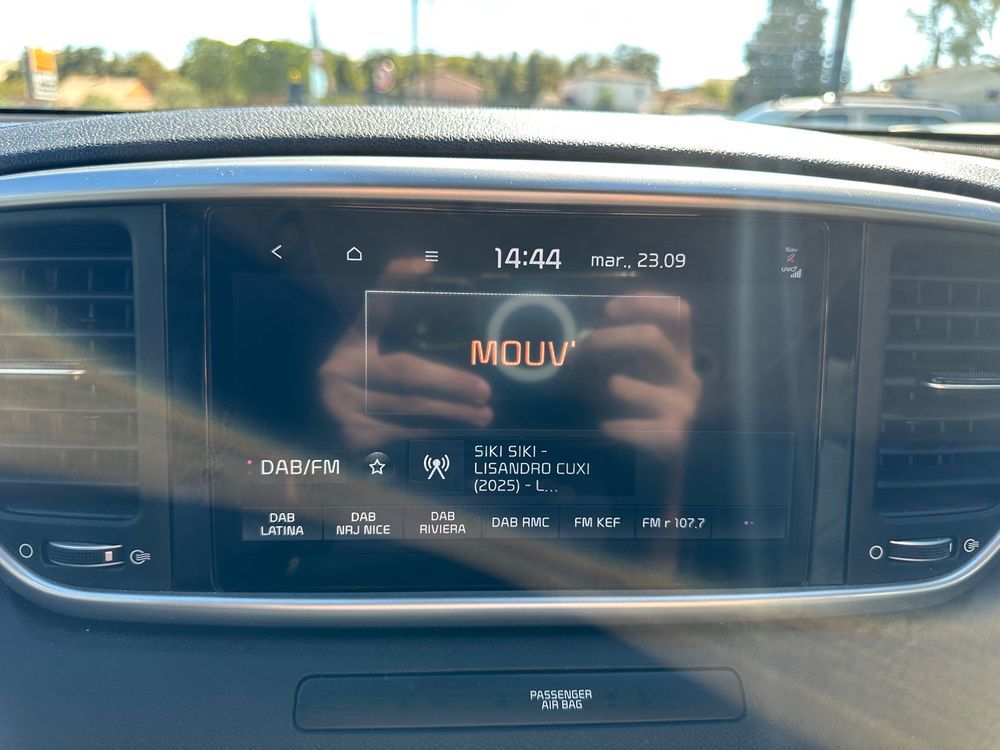 14:44 mar., 23.09
UVO
MOUV'
DAB/FM
SIKI SIKI -
LISANDRO CUXI
(2025) - L...
DAB
LATINA
DAB
NRJ NICE
DAB
RIVIERA
DAB RMC
FM KEF
FM r 107.7
PASSENGER
AIR BAG